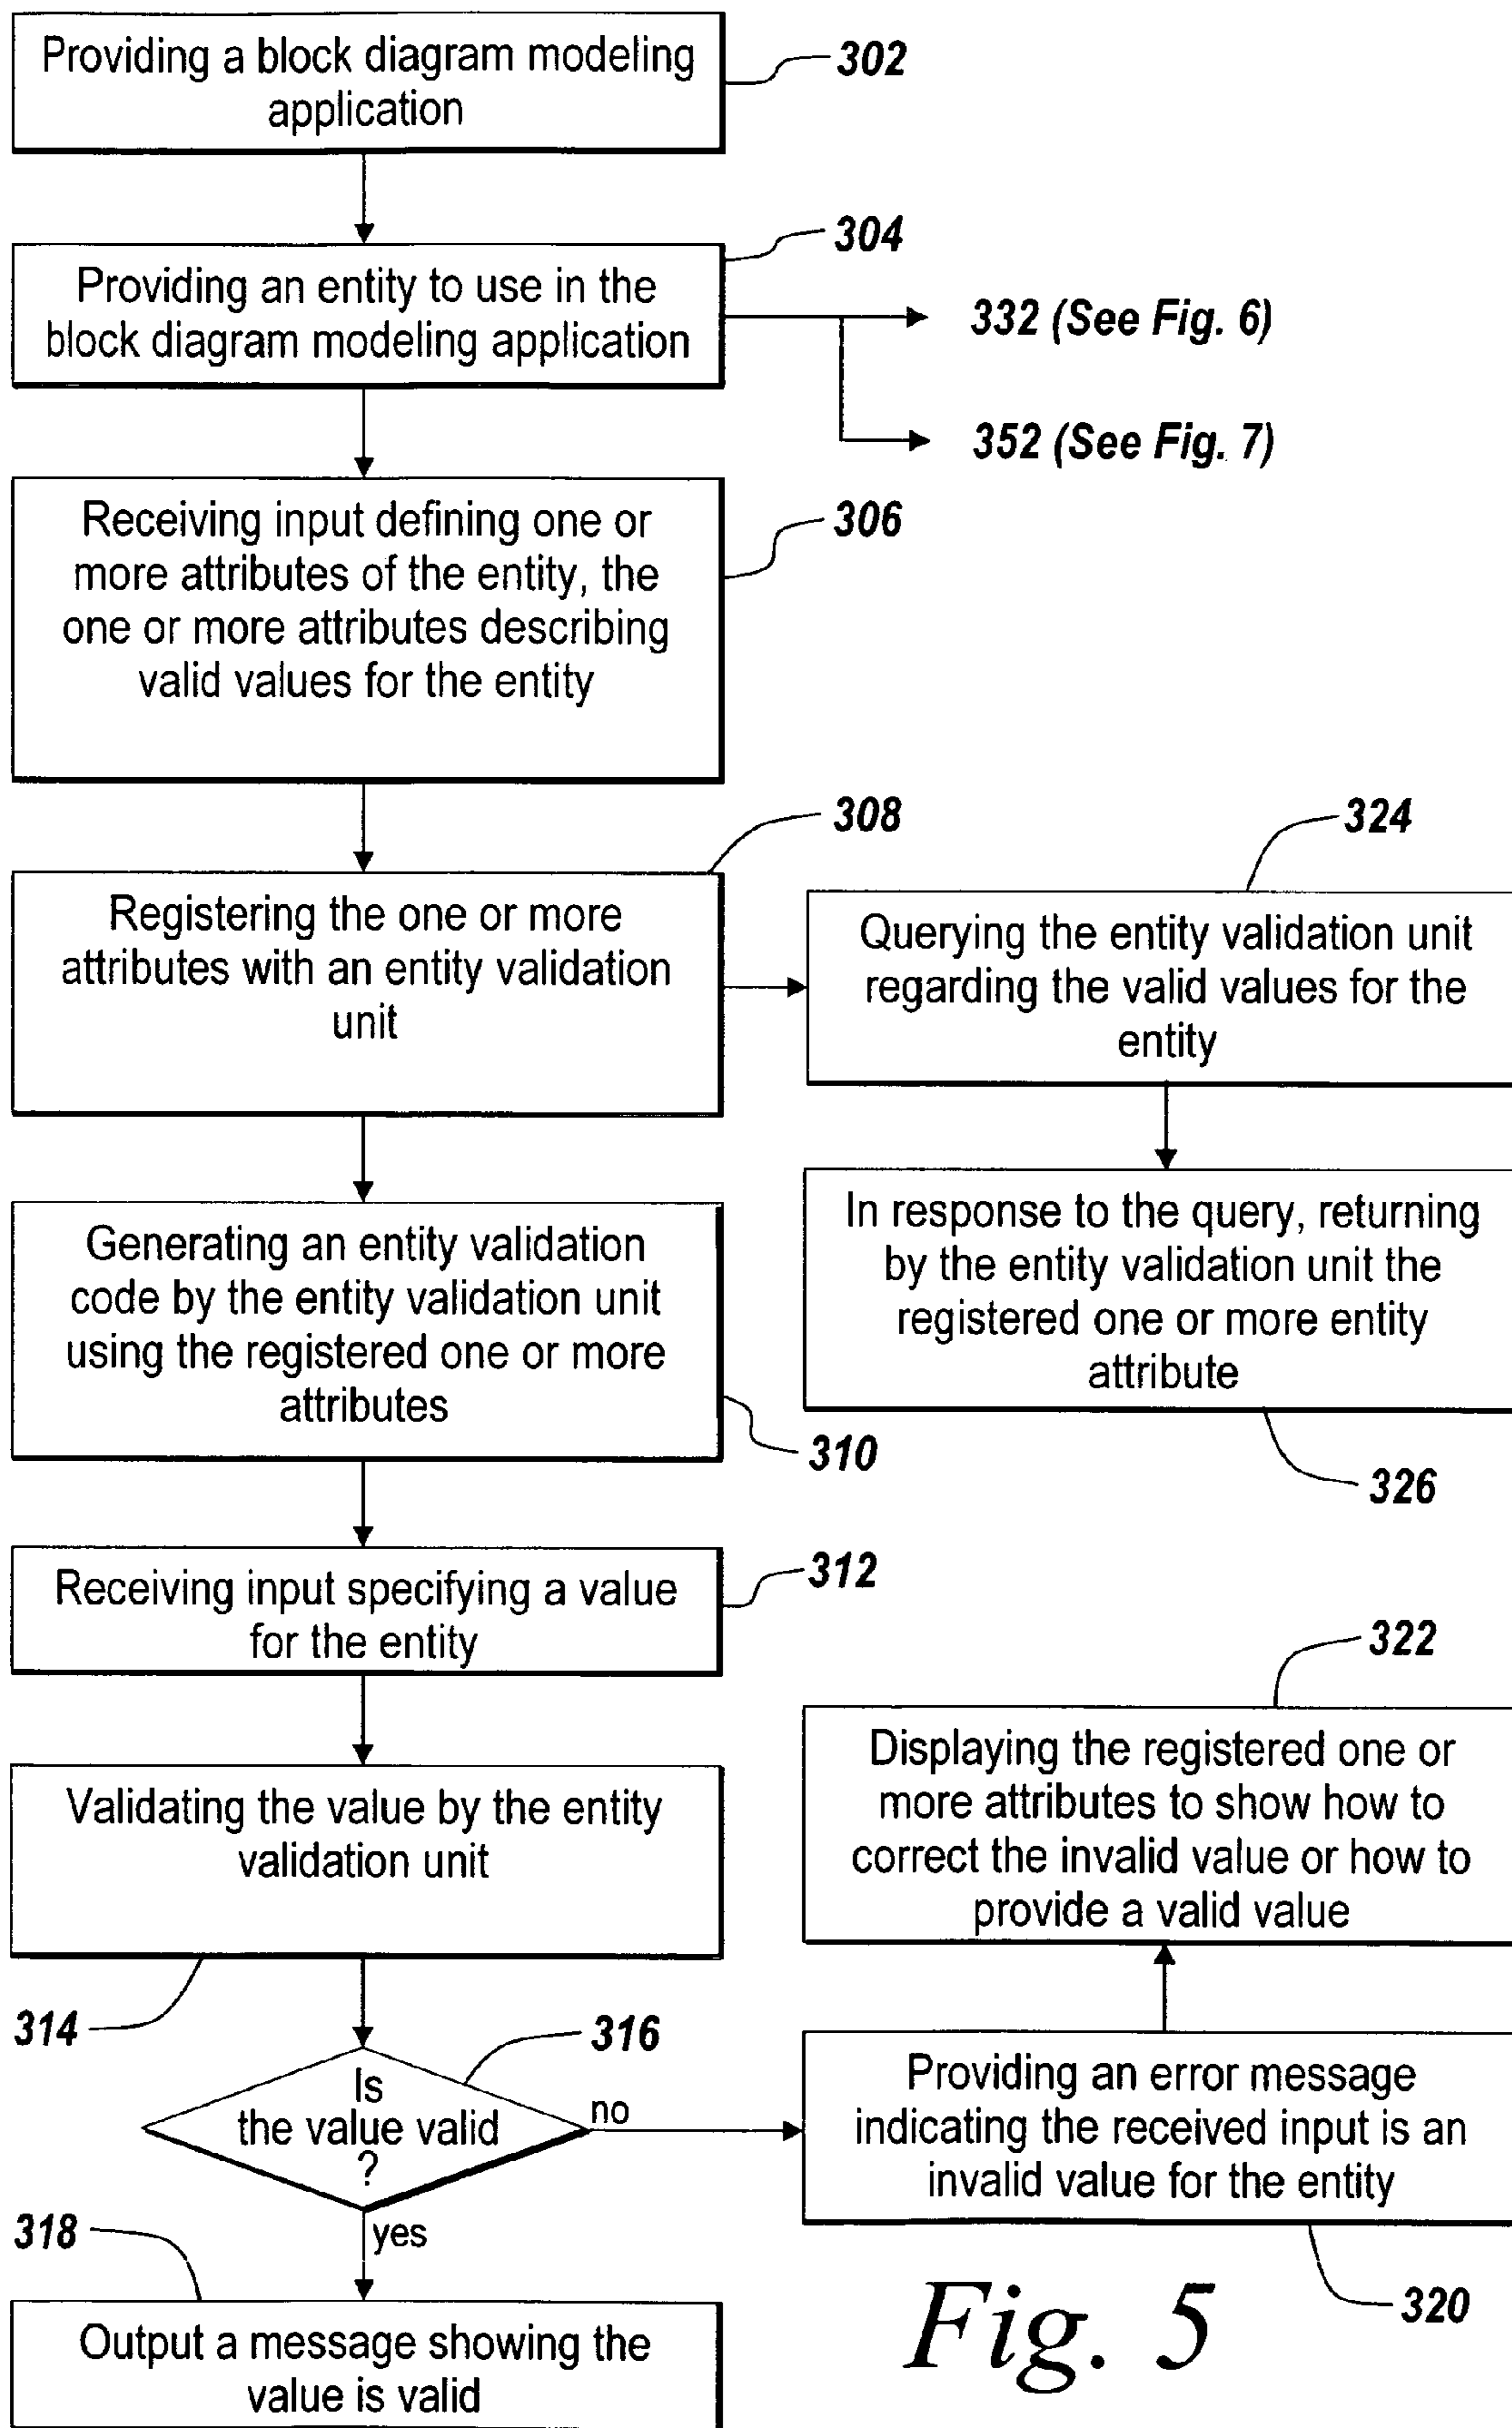 Providing a block diagram modeling
application
302
304
Providing an entity to use in the
block diagram modeling application
332 (See Fig. 6)
352 (See Fig. 7)
Receiving input defining one or
more attributes of the entity, the
one or more attributes describing
valid values for the entity
306
308
Registering the one or more
attributes with an entity validation
unit
324
Querying the entity validation unit
regarding the valid values for the
entity
In response to the query, returning
by the entity validation unit the
registered one or more entity
attribute
326
Generating an entity validation
code by the entity validation unit
using the registered one or more
attributes
310
Receiving input specifying a value
for the entity
312
322
Displaying the registered one or
more attributes to show how to
correct the invalid value or how to
provide a valid value
Validating the value by the entity
validation unit
314
316
Is
the value valid
?
no
Providing an error message
indicating the received input is an
invalid value for the entity
320
yes
318
Output a message showing the
value is valid
Fig. 5